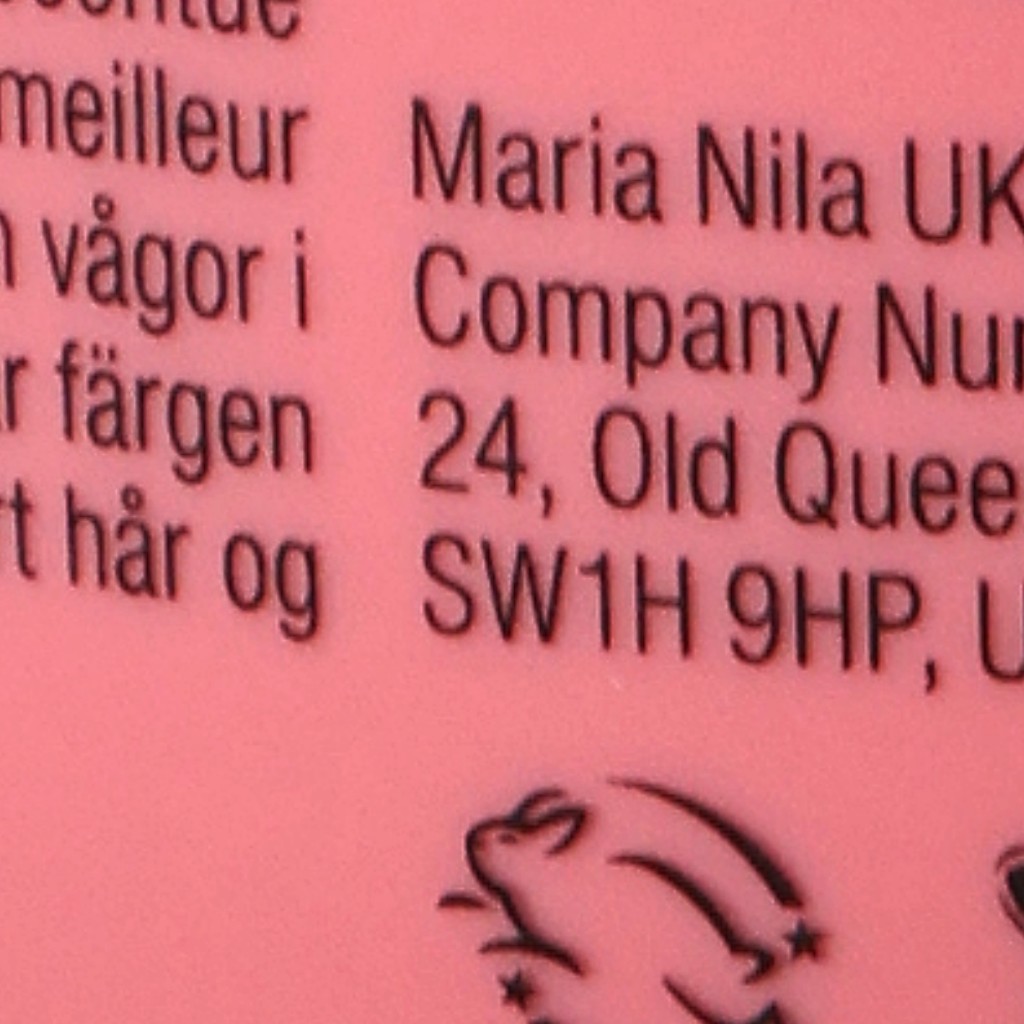 meilleur
vågor i
färgen
hår og
Maria Nila UK
Company
24, Old
SW1H 9HP,